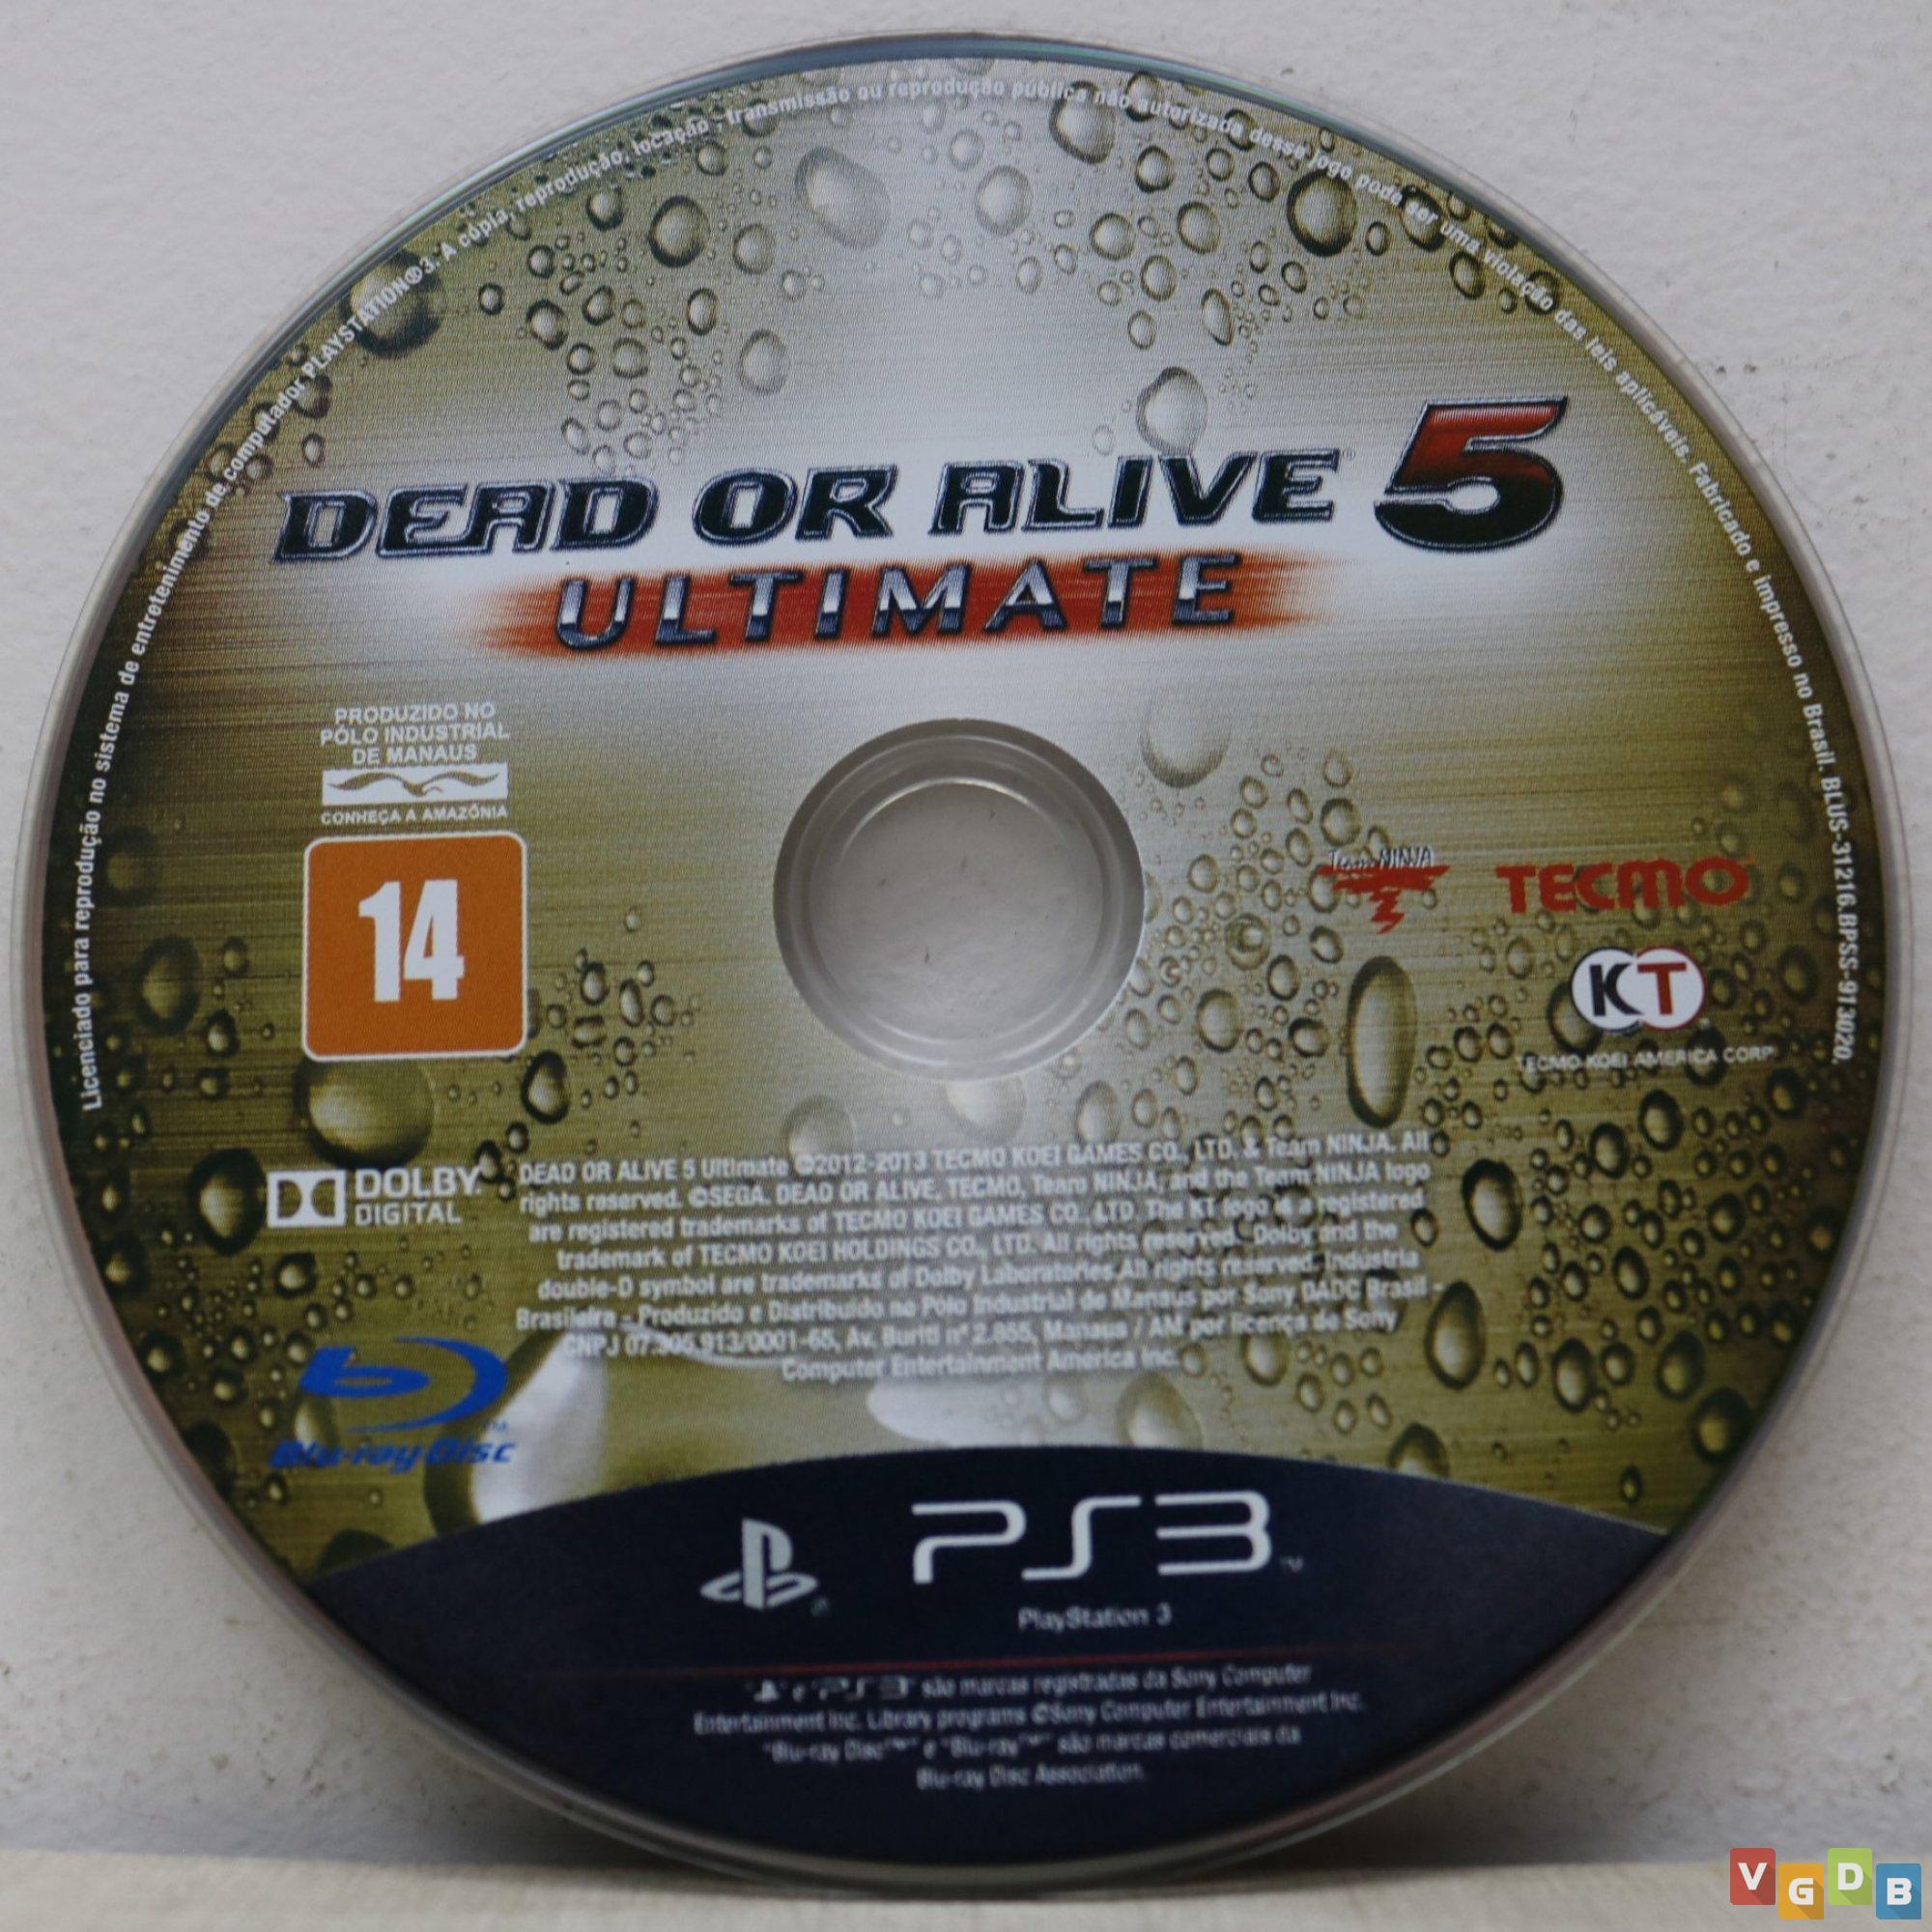 Licenciado para reprodução no sistema de entretenimento de computador PLAYSTATION®3. A cópia, reprodução, locação, transmissão ou reprodução pública não autorizada desse jogo pode ser uma violação das leis aplicáveis. Fabricado e impresso no Brasil. BLUS-31216.BPSS-913020.
DEAD OR ALIVE® 5
ULTIMATE
PRODUZIDO NO
PÓLO INDUSTRIAL
DE MANAUS
CONHEÇA A AMAZÔNIA
14
Team NINJA
TECMO
KT
TECMO KOEI AMERICA CORP
DOLBY
DIGITAL
DEAD OR ALIVE 5 Ultimate ©2012-2013 TECMO KOEI GAMES CO., LTD. & Team NINJA. All
rights reserved. ©SEGA. DEAD OR ALIVE, TECMO, Team NINJA, and the Team NINJA logo
are registered trademarks of TECMO KOEI GAMES CO., LTD. The KT logo is a registered
trademark of TECMO KOEI HOLDINGS CO., LTD. All rights reserved. Dolby and the
double-D symbol are trademarks of Dolby Laboratories.All rights reserved. Indústria
Brasileira - Produzido e Distribuído no Pólo Industrial de Manaus por Sony DADC Brasil -
CNPJ 07.305.913/0001-65, Av. Buriti nº Manaus / AM por licença da Sony
Computer Entertainment America Inc.
Blu-ray Disc™
PS3™
PlayStation 3
e PS3 são marcas registradas da Sony Computer
Entertainment Inc. Library programs ©Sony Computer Entertainment Inc.
"Blu-ray Disc™" e "Blu-ray™" são marcas comerciais da
Blu-ray Disc Association.
VGDB